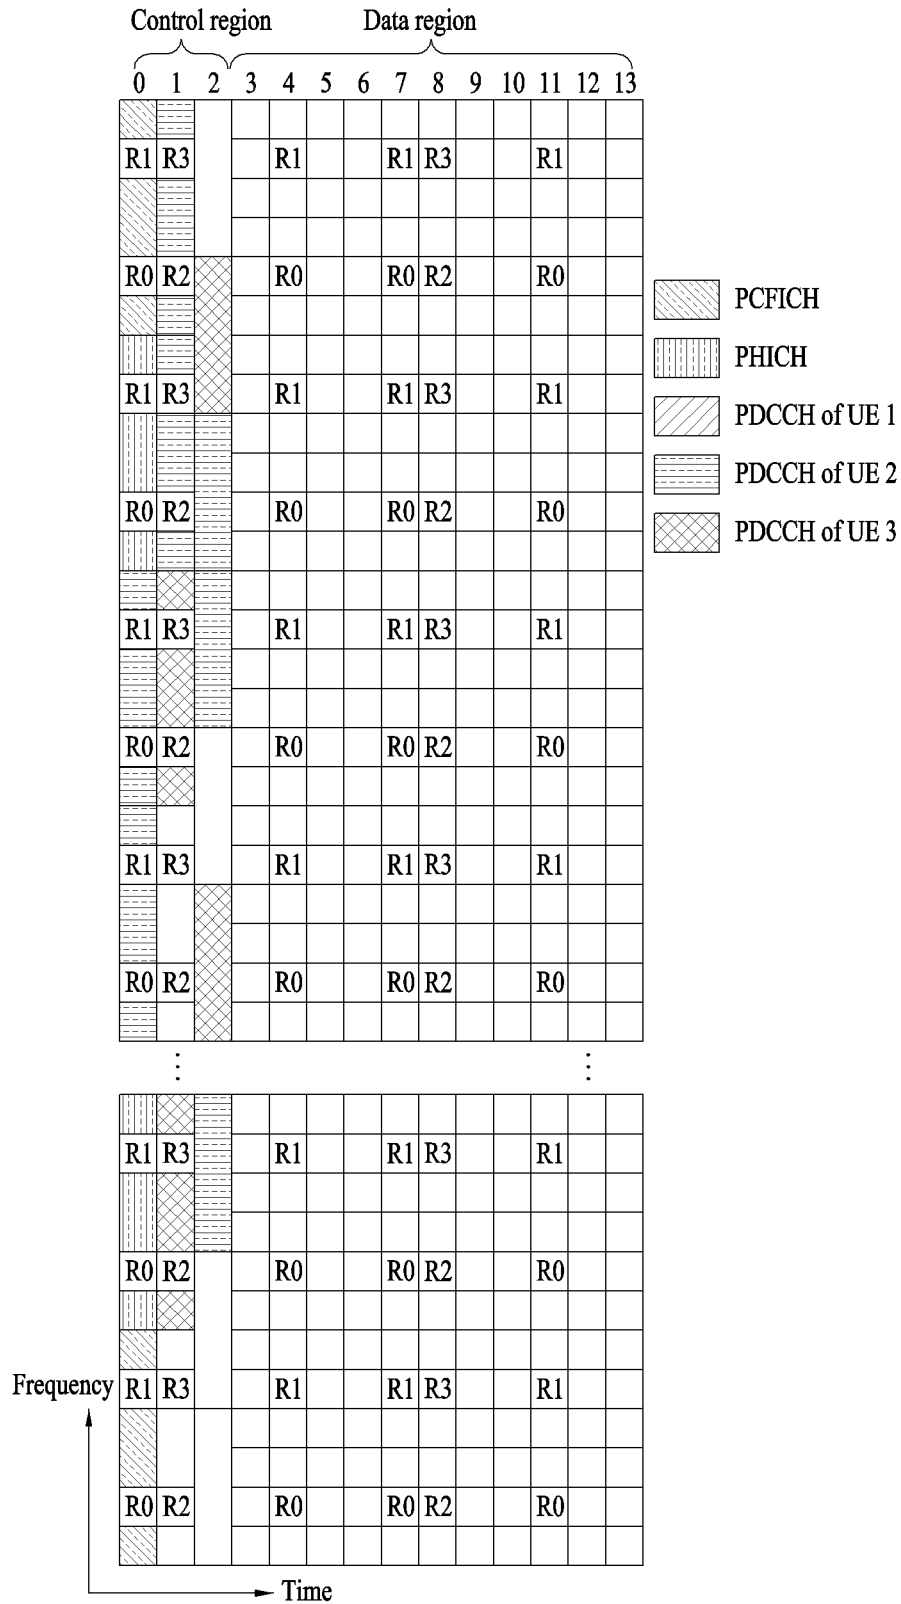 Control region Data region
0 1 2 3 4 5 6 7 8 9 10 11 12 13
R1 R3 R1 R1 R3 R1
R0 R2 R0 R0 R2 R0
PCFICH
PHICH
R1 R3 R1 R1 R3 R1
PDCCH of UE 1
PDCCH of UE 2
R0 R2 R0 R0 R2 R0
PDCCH of UE 3
R1 R3 R1 R1 R3 R1
R0 R2 R0 R0 R2 R0
R1 R3 R1 R1 R3 R1
R0 R2 R0 R0 R2 R0
⋮ ⋮
R1 R3 R1 R1 R3 R1
R0 R2 R0 R0 R2 R0
Frequency R1 R3 R1 R1 R3 R1
R0 R2 R0 R0 R2 R0
Time